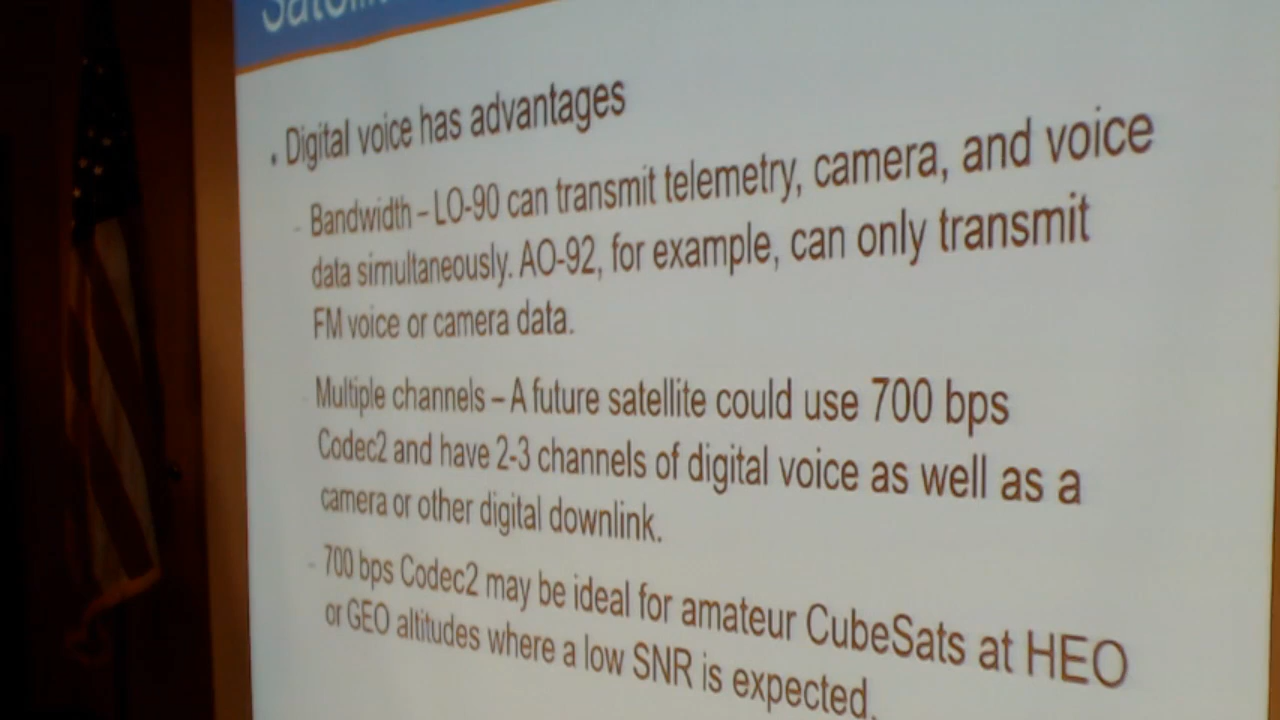 • Digital voice has advantages
- Bandwidth – LO-90 can transmit telemetry, camera, and voice
data simultaneously. AO-92, for example, can only transmit
FM voice or camera data.
- Multiple channels – A future satellite could use 700 bps
Codec2 and have 2-3 channels of digital voice as well as a
camera or other digital downlink.
- 700 bps Codec2 may be ideal for amateur CubeSats at HEO
or GEO altitudes where a low SNR is expected.